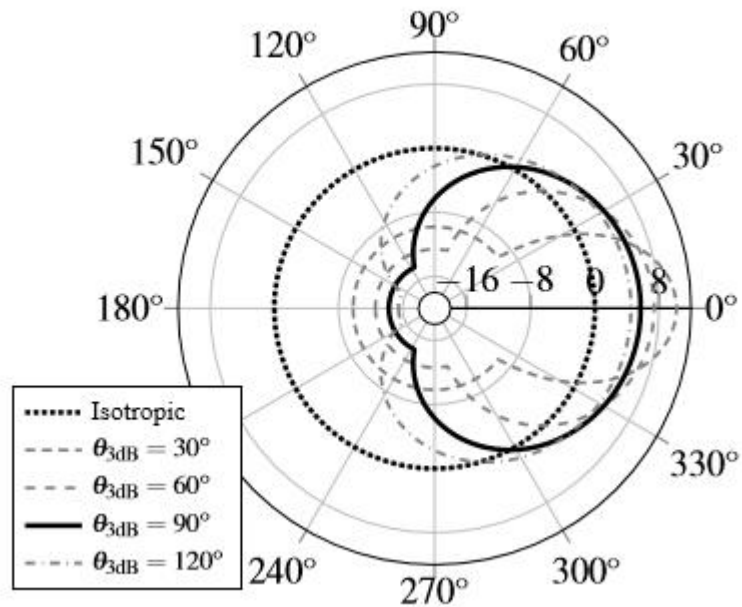 90°
120°
60°
150°
30°
−16 −8 0 8
180°
0°
Isotropic
θ3dB = 30°
θ3dB = 60°
θ3dB = 90°
θ3dB = 120°
330°
240°
300°
270°